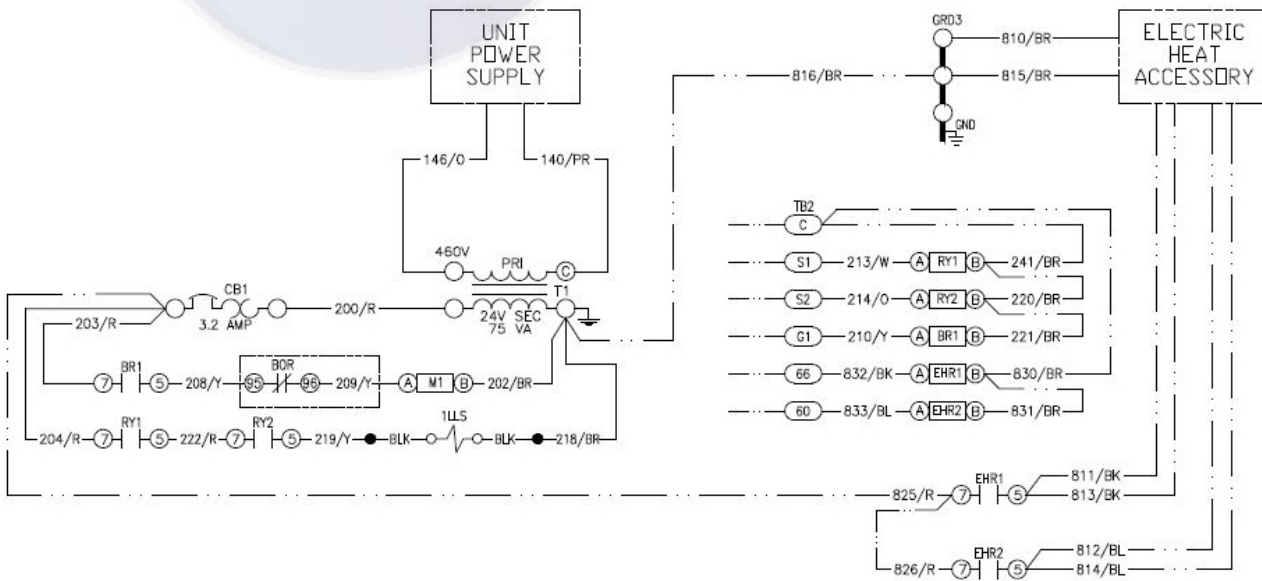 UNIT
POWER
SUPPLY
GRD3
810/BR
ELECTRIC
HEAT
ACCESSORY
816/BR
815/BR
GND
146/O
140/PR
TB2
C
460V
PRI
C
S1
213/W
A
RY1
B
241/BR
CB1
T1
200/R
24V SEC
75 VA
3.2 AMP
203/R
S2
214/O
A
RY2
B
220/BR
G1
210/Y
A
BR1
B
221/BR
BR1
7
5
208/Y
BOR
95
96
209/Y
A
M1
B
202/BR
66
832/BK
A
EHR1
B
830/BR
60
833/BL
A
EHR2
B
831/BR
204/R
7
RY1
5
222/R
7
RY2
5
219/Y
BLK
1LLS
BLK
218/BR
825/R
7
EHR1
5
811/BK
813/BK
826/R
7
EHR2
5
812/BL
814/BL